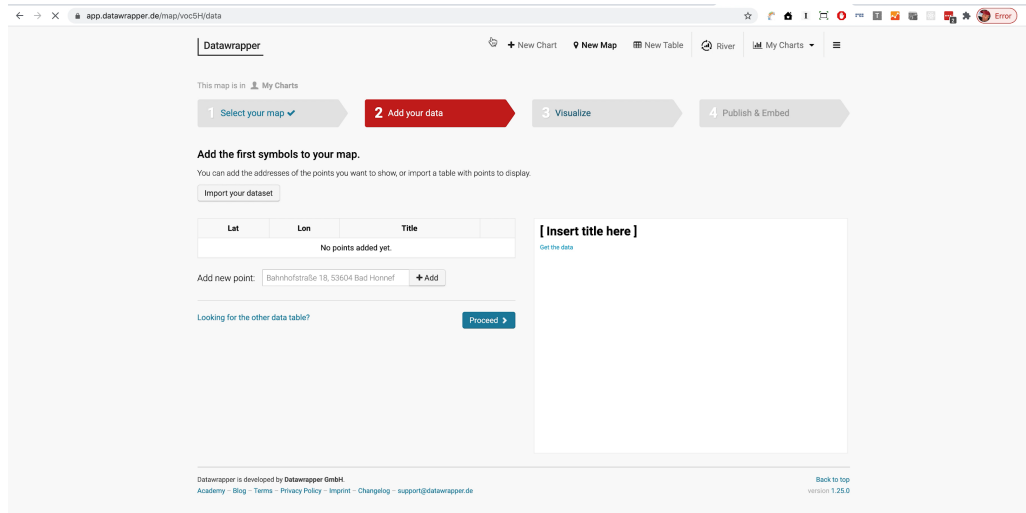 app.datawrapper.de/map/voc5H/data
Error
Datawrapper
New Chart
New Map
New Table
River
My Charts
This map is in My Charts
1 Select your map
2 Add your data
3 Visualize
4 Publish & Embed
Add the first symbols to your map.
You can add the addresses of the points you want to show, or import a table with points to display.
Import your dataset
Lat Lon Title
No points added yet.
Add new point: Bahnhofstraße 18, 53604 Bad Honnef Add
Looking for the other data table?
Proceed
[ Insert title here ]
Get the data
Datawrapper is developed by Datawrapper GmbH.
Academy – Blog – Terms – Privacy Policy – Imprint – Changelog – support@datawrapper.de
Back to top
version 1.25.0